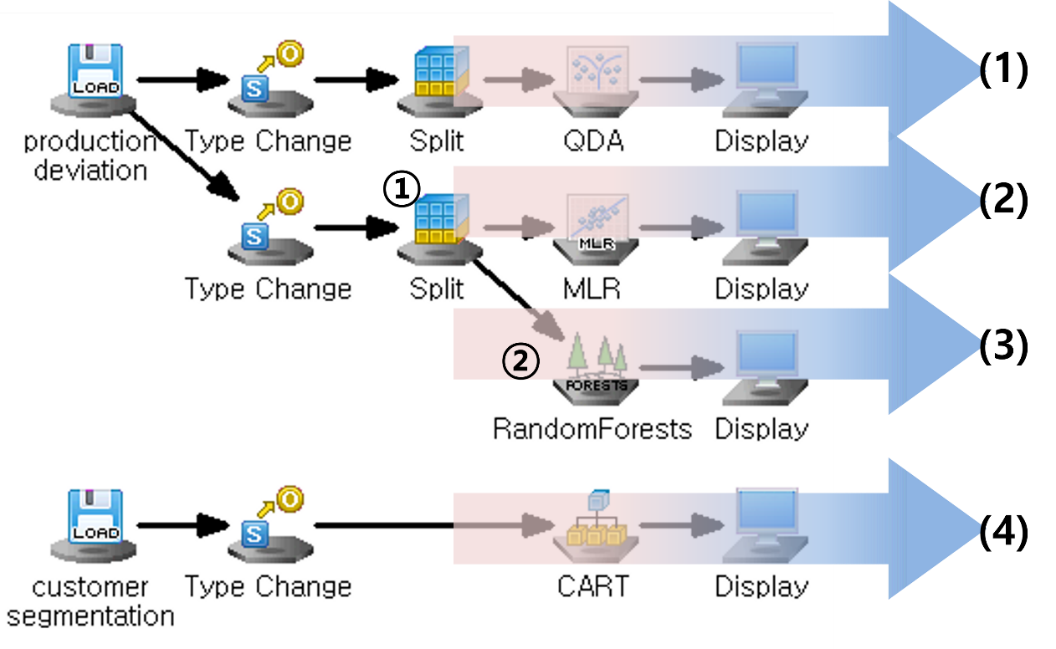 LOAD
S
O
(1)
production
deviation
Type Change
Split
QDA
Display
①
S
O
MLR
(2)
Type Change
Split
MLR
Display
②
FORESTS
(3)
RandomForests
Display
LOAD
S
O
(4)
customer
segmentation
Type Change
CART
Display